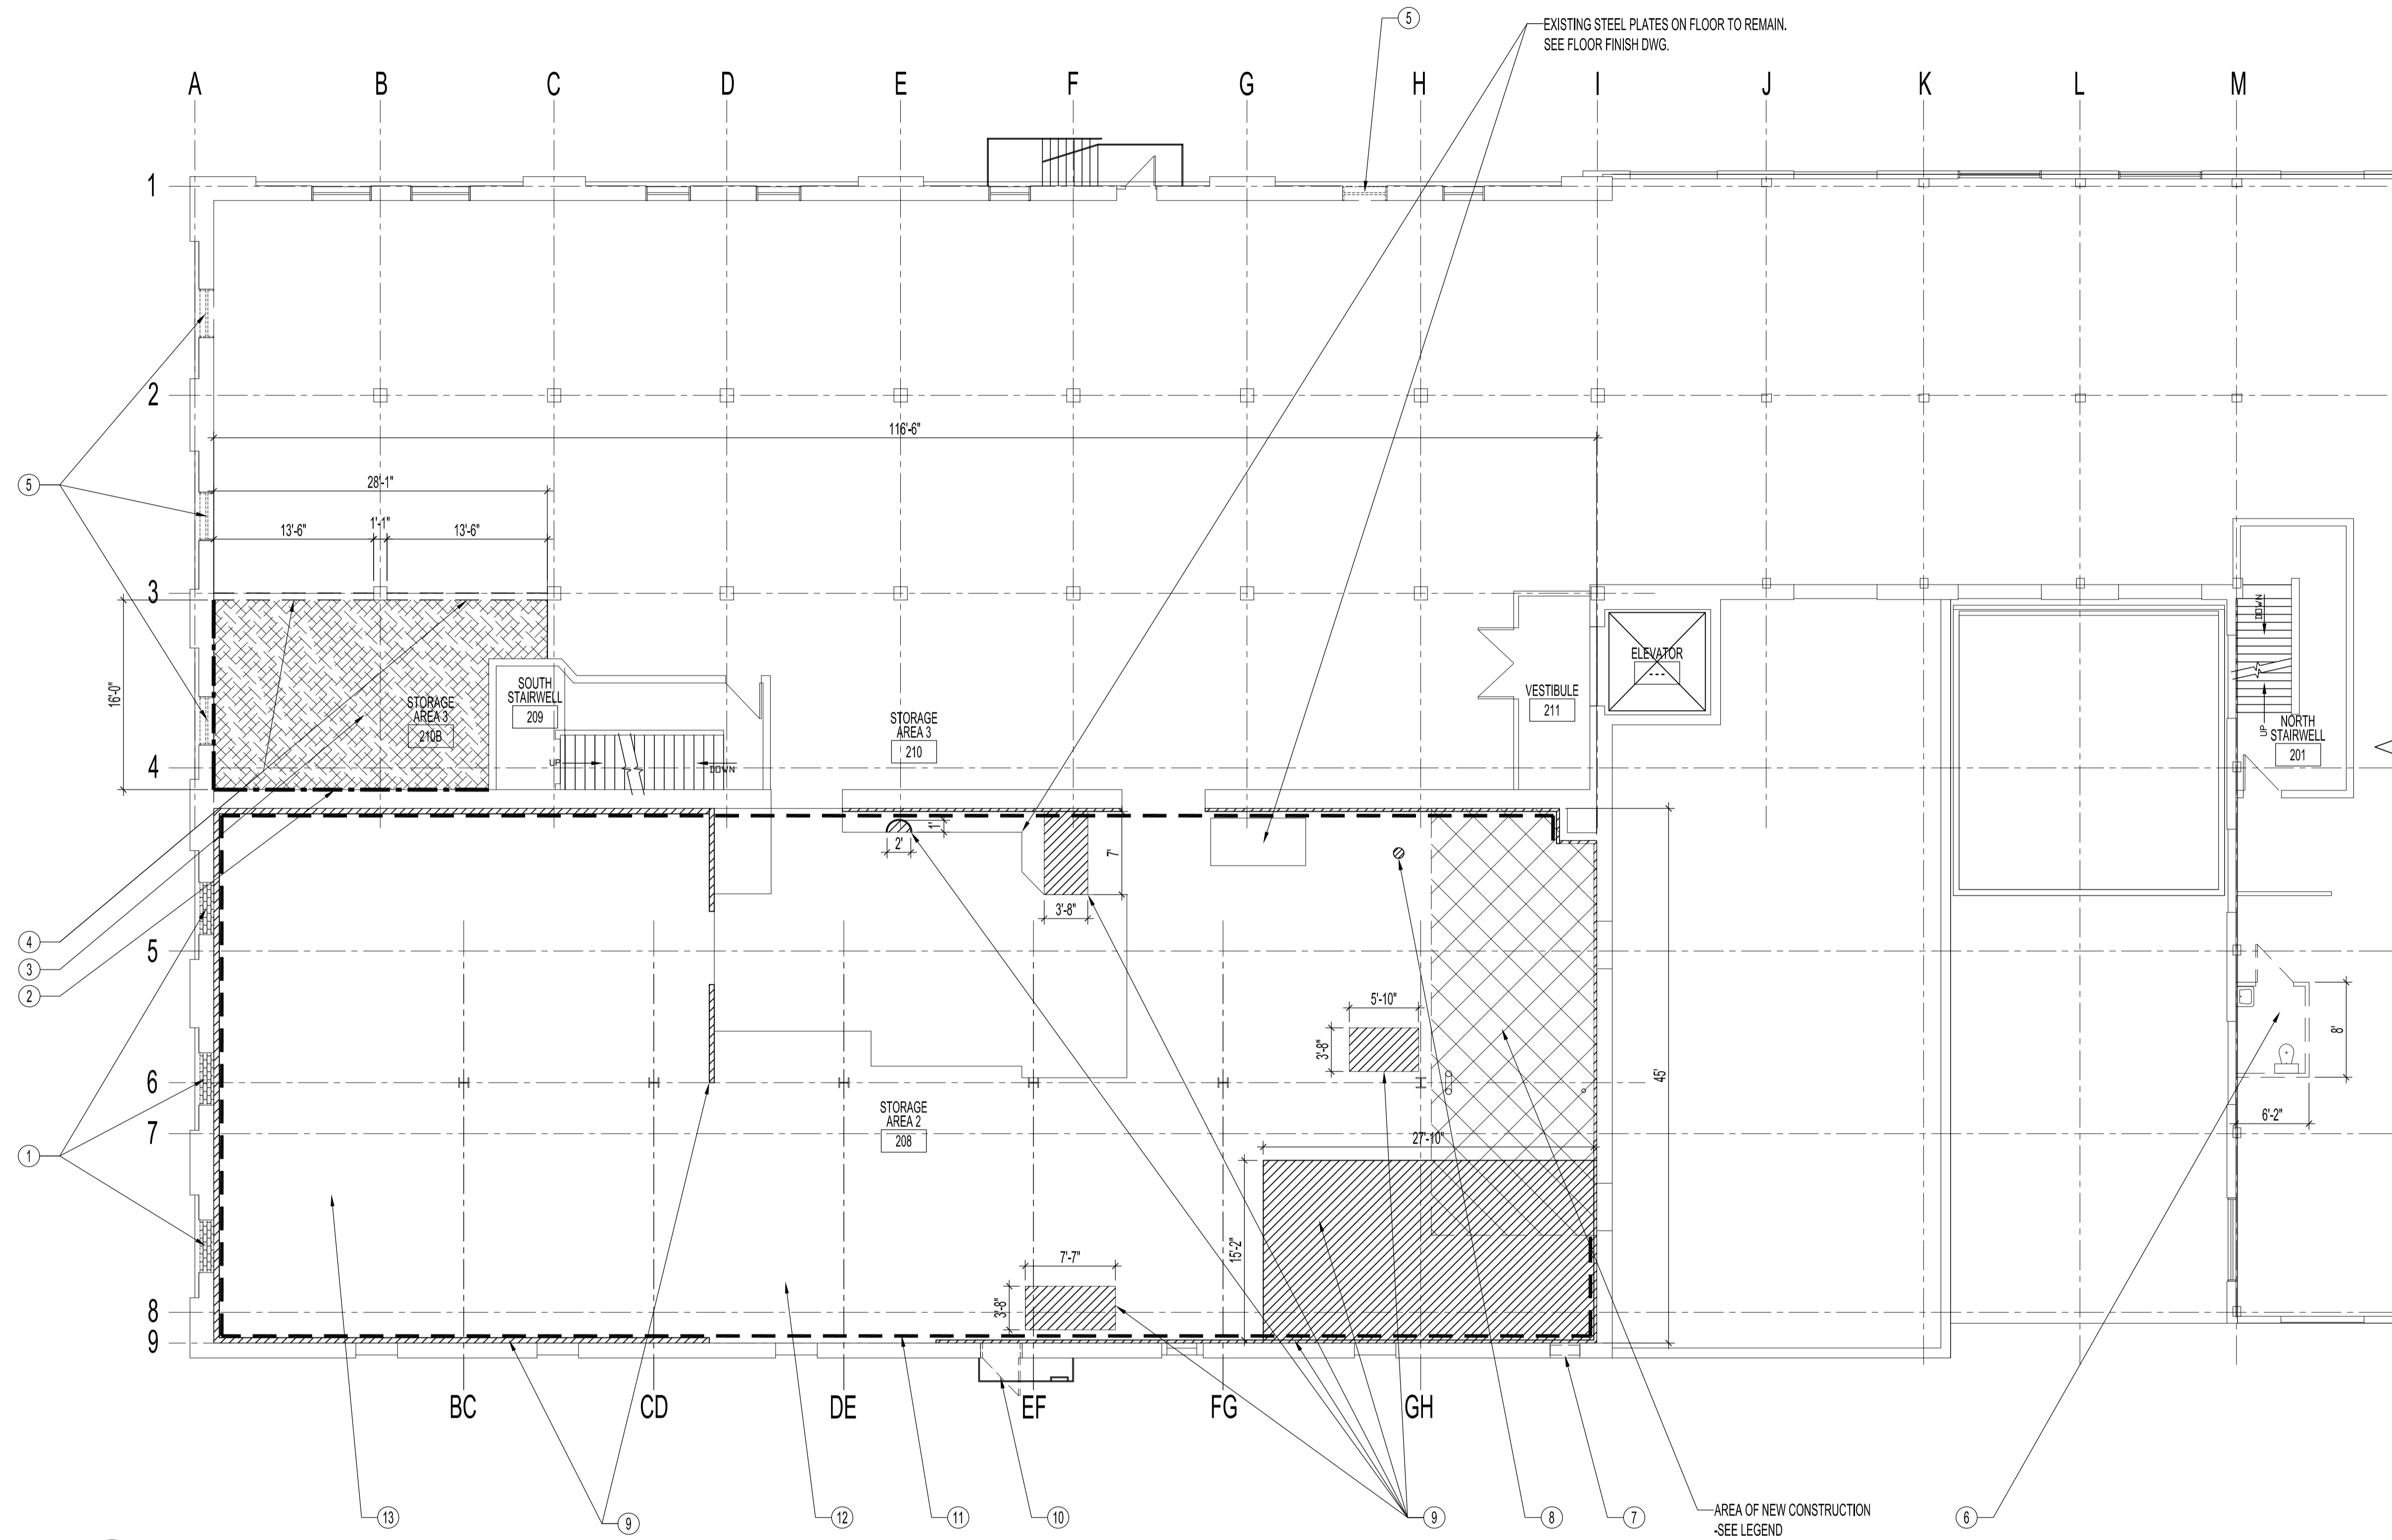 5
EXISTING STEEL PLATES ON FLOOR TO REMAIN.
SEE FLOOR FINISH DWG.
A B C D E F G H I J K L M
1
2
116'-6"
28'-1"
5
13'-6" 1'-1" 13'-6"
3
DOWN
ELEVATOR
---
16'-0"
SOUTH
STAIRWELL
209
STORAGE
AREA 3
210B
VESTIBULE
211
STORAGE
AREA 3
210
UP
NORTH
STAIRWELL
201
4
UP
DOWN
1'
2'
7'
3'-8"
4
3
2
5
5'-10"
3'-8"
8'
6
45'
STORAGE
AREA 2
208
7
6'-2"
27'-10"
1
15'-2"
7'-7"
3'-8"
8
9
BC CD DE EF FG GH
13
9
12
11
10
9
8
7
AREA OF NEW CONSTRUCTION
-SEE LEGEND
6